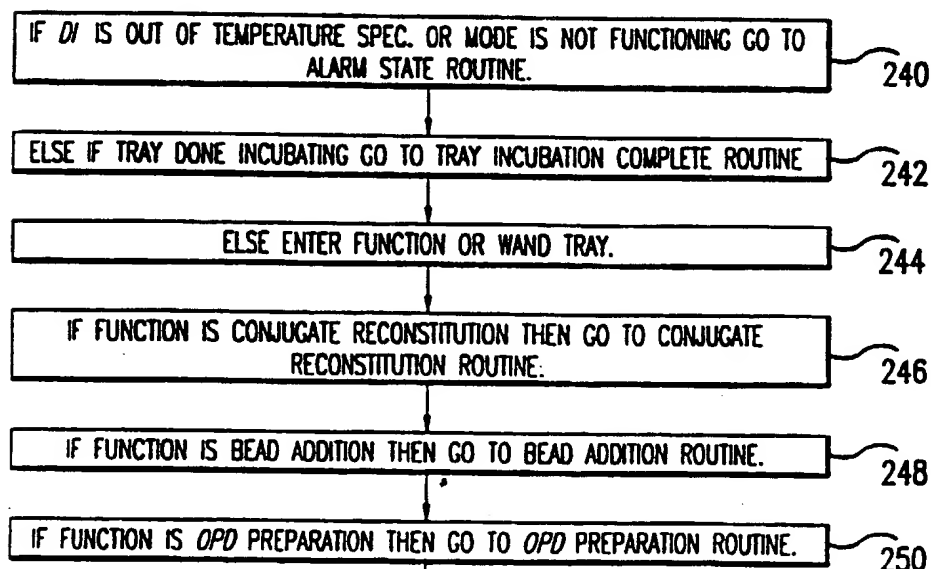 IF DI IS OUT OF TEMPERATURE SPEC. OR MODE IS NOT FUNCTIONING GO TO
ALARM STATE ROUTINE.
240
ELSE IF TRAY DONE INCUBATING GO TO TRAY INCUBATION COMPLETE ROUTINE
242
ELSE ENTER FUNCTION OR WAND TRAY.
244
IF FUNCTION IS CONJUGATE RECONSTITUTION THEN GO TO CONJUGATE
RECONSTITUTION ROUTINE.
246
IF FUNCTION IS BEAD ADDITION THEN GO TO BEAD ADDITION ROUTINE.
248
IF FUNCTION IS OPD PREPARATION THEN GO TO OPD PREPARATION ROUTINE.
250